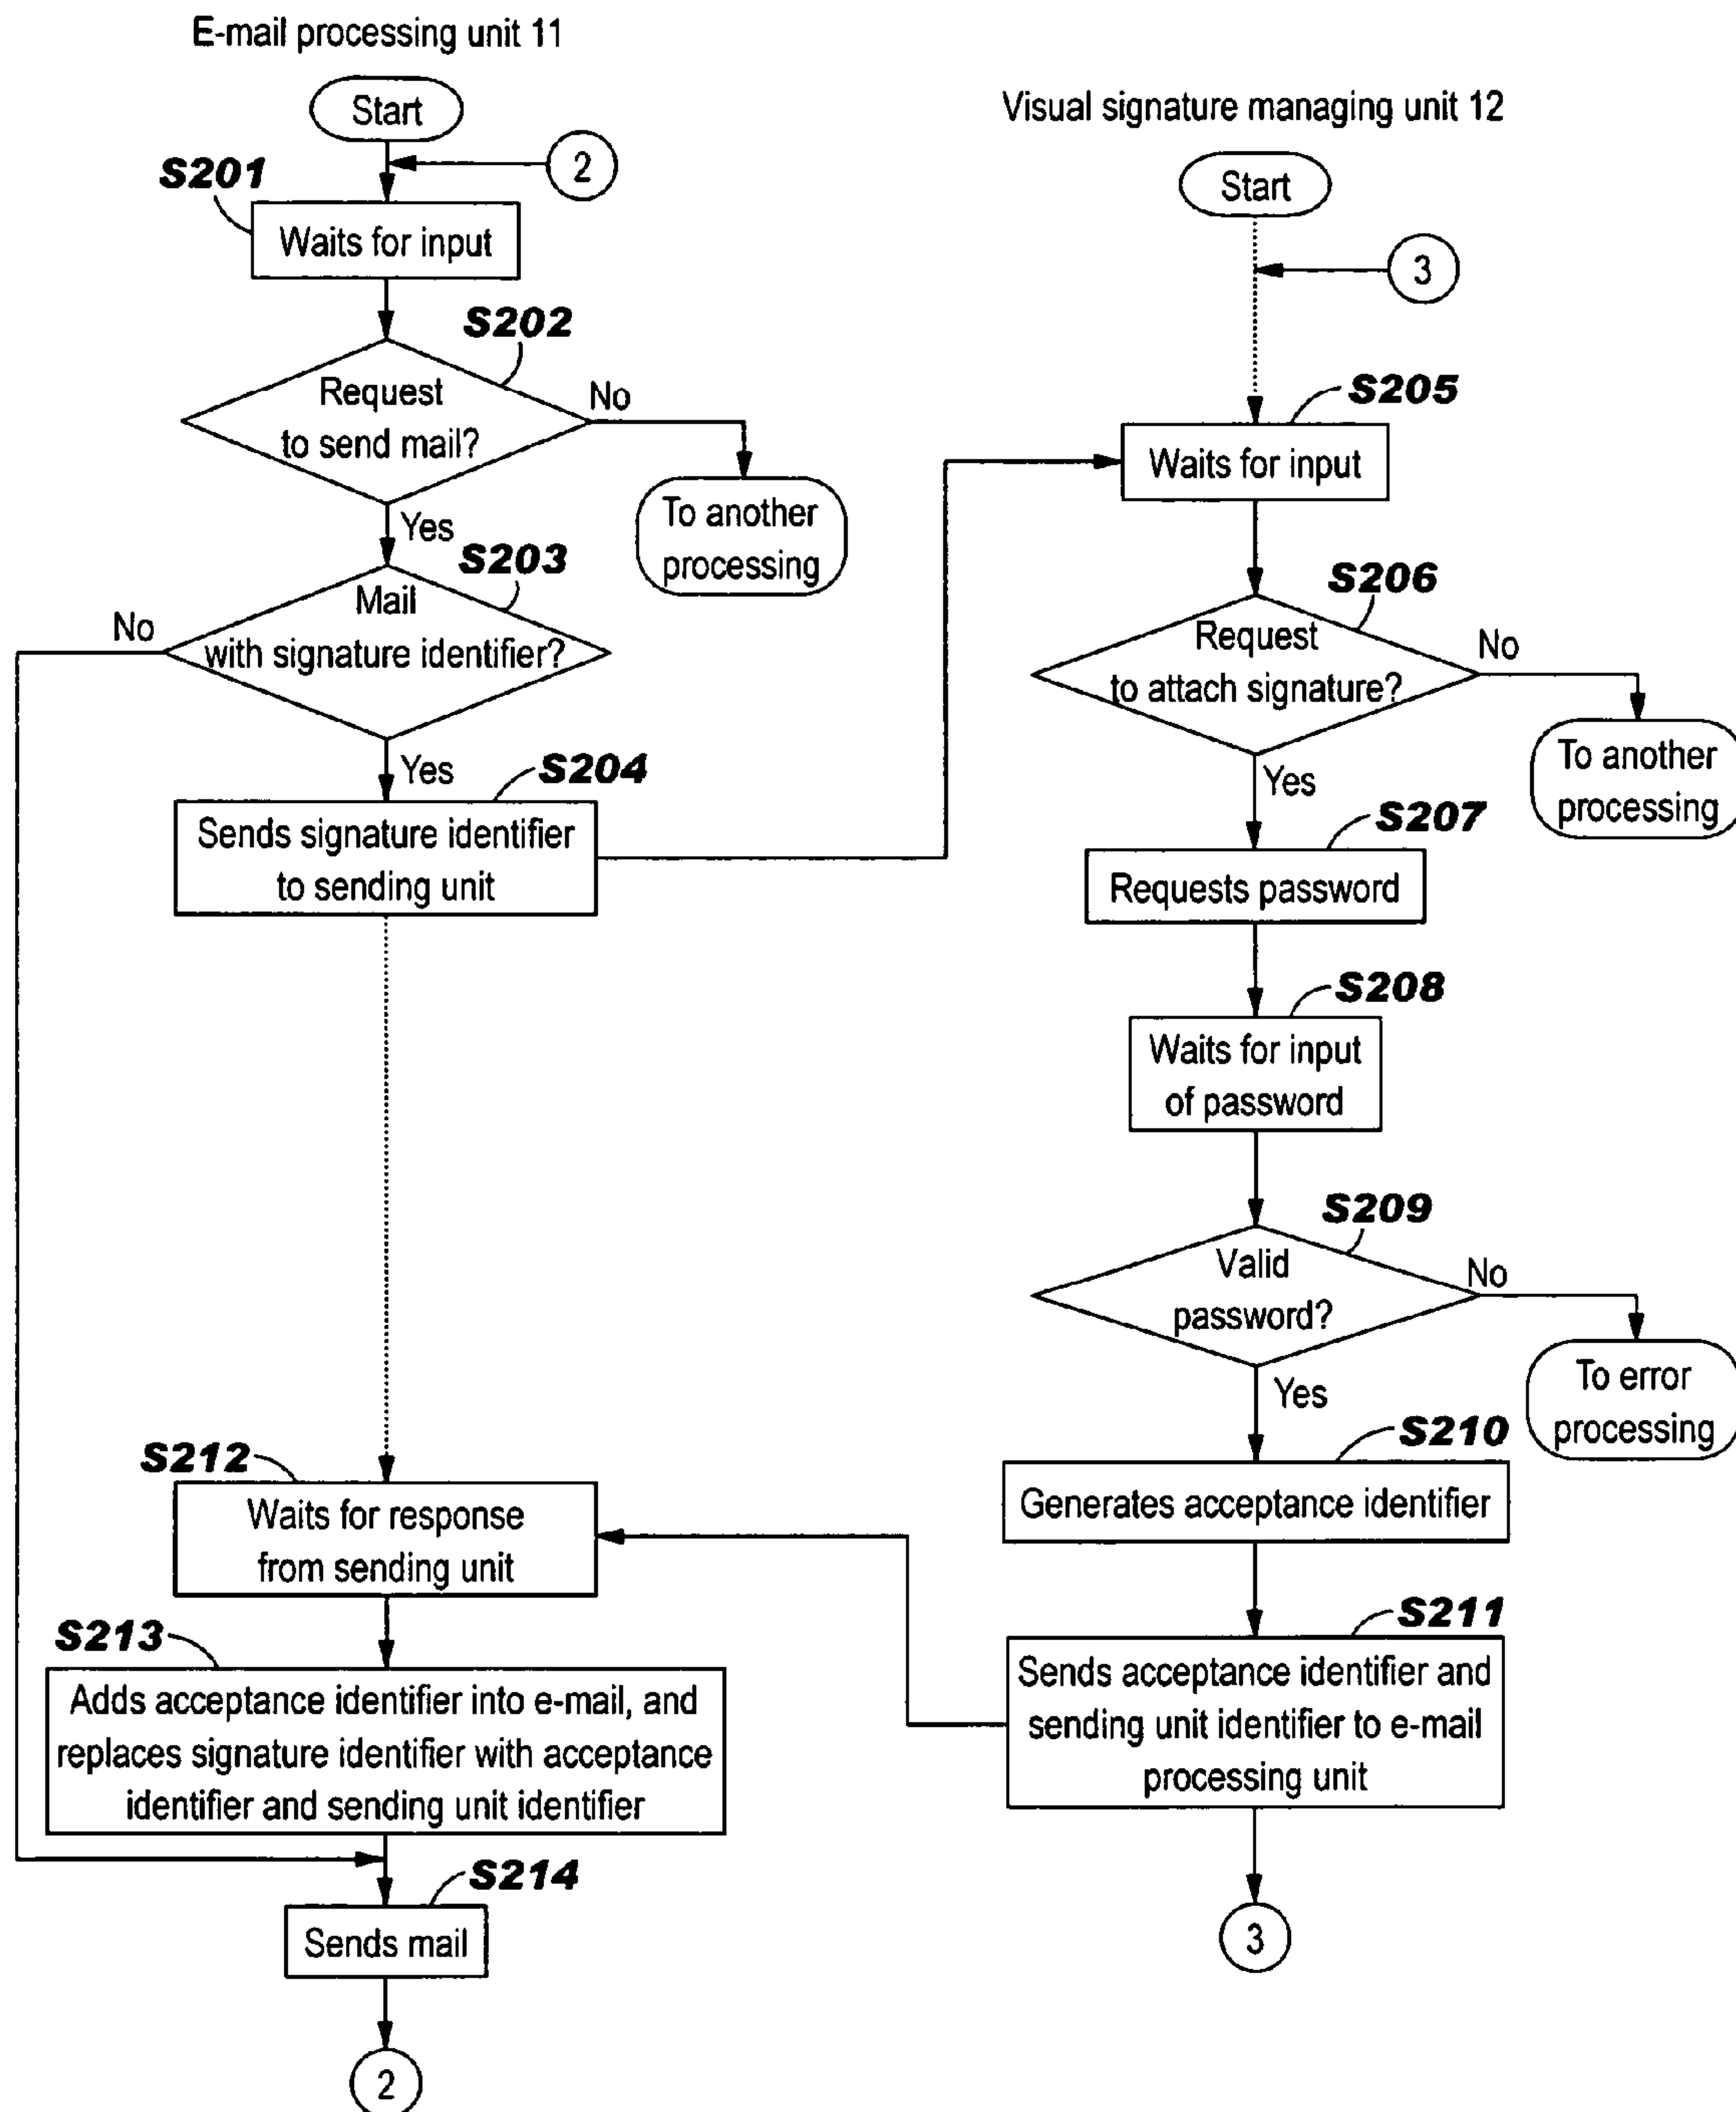 E-mail processing unit 11
Start
2
S201
Waits for input
S202
Request
to send mail?
No
To another
processing
Yes
S203
Mail
with signature identifier?
No
Yes
S204
Sends signature identifier
to sending unit
S212
Waits for response
from sending unit
S213
Adds acceptance identifier into e-mail, and
replaces signature identifier with acceptance
identifier and sending unit identifier
S214
Sends mail
2
Visual signature managing unit 12
Start
3
S205
Waits for input
S206
Request
to attach signature?
No
To another
processing
Yes
S207
Requests password
S208
Waits for input
of password
S209
Valid
password?
No
To error
processing
Yes
S210
Generates acceptance identifier
S211
Sends acceptance identifier and
sending unit identifier to e-mail
processing unit
3